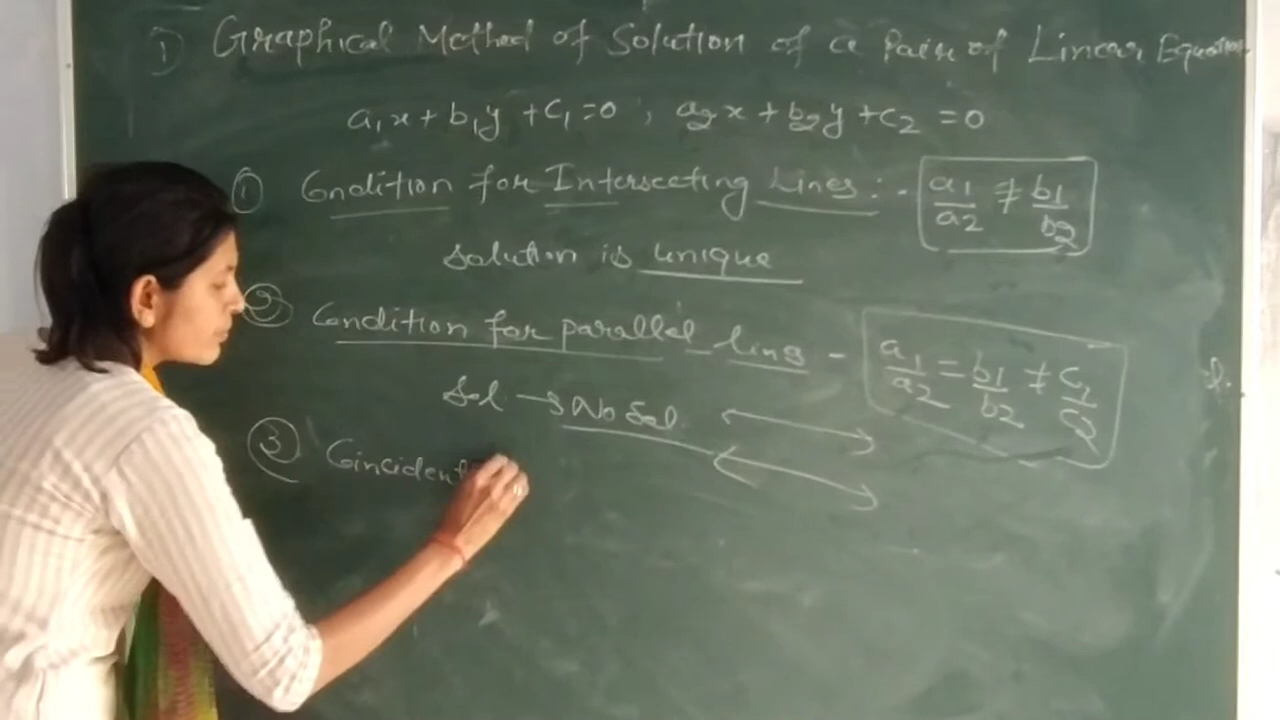 1) Graphical Method of Solution of a Pair of Linear Equation
a₁x + b₁y + c₁ = 0 ; a₂x + b₂y + c₂ = 0
① Condition for Intersecting Lines :- a₁/a₂ ≠ b₁/b₂
Solution is unique
② Condition for parallel line - a₁/a₂ = b₁/b₂ ≠ c₁/c₂
Sol → No Sol.
③ Coincident